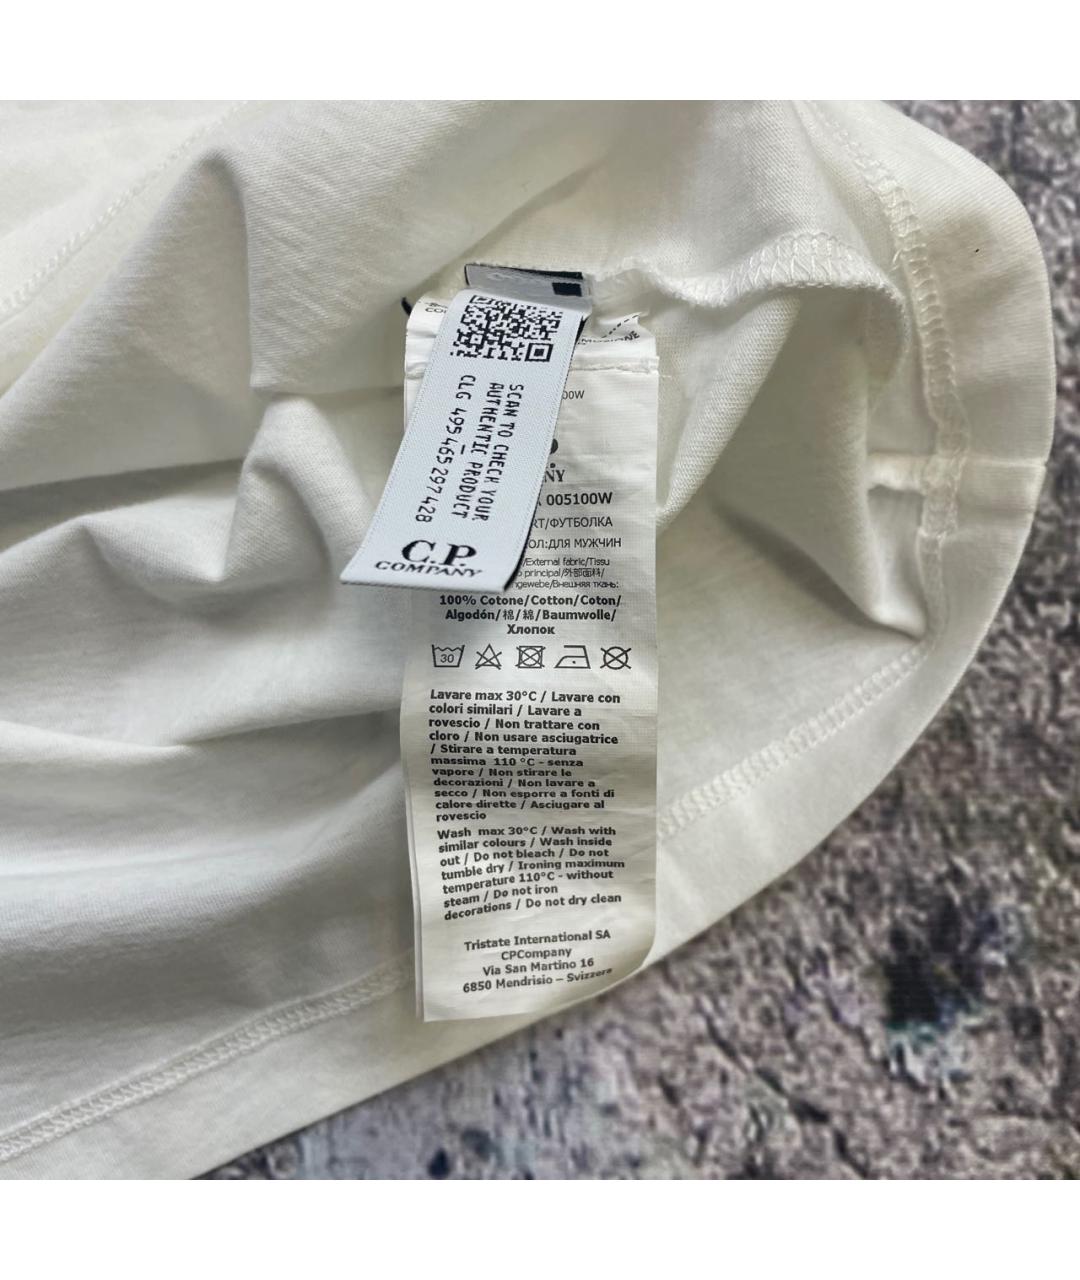 SCAN TO CHECK YOUR
AUTHENTIC PRODUCT
CLG 495 465 297 428
C.P.
COMPANY
00W
NY
005100W
RT/ФУТБОЛКА
ОЛ:ДЛЯ МУЖЧИН
/External fabric/Tissu
principal/外部面料/
ngewebe/Внешняя ткань:
100% Cotone/Cotton/Coton/
Algodón/棉/綿/Baumwolle/
Хлопок
30
Lavare max 30°C / Lavare con
colori similari / Lavare a
rovescio / Non trattare con
cloro / Non usare asciugatrice
/ Stirare a temperatura
massima 110 °C - senza
vapore / Non stirare le
decorazioni / Non lavare a
secco / Non esporre a fonti di
calore dirette / Asciugare al
rovescio
Wash max 30°C / Wash with
similar colours / Wash inside
out / Do not bleach / Do not
tumble dry / Ironing maximum
temperature 110°C - without
steam / Do not iron
decorations / Do not dry clean
Tristate International SA
CPCompany
Via San Martino 16
6850 Mendrisio – Svizzera